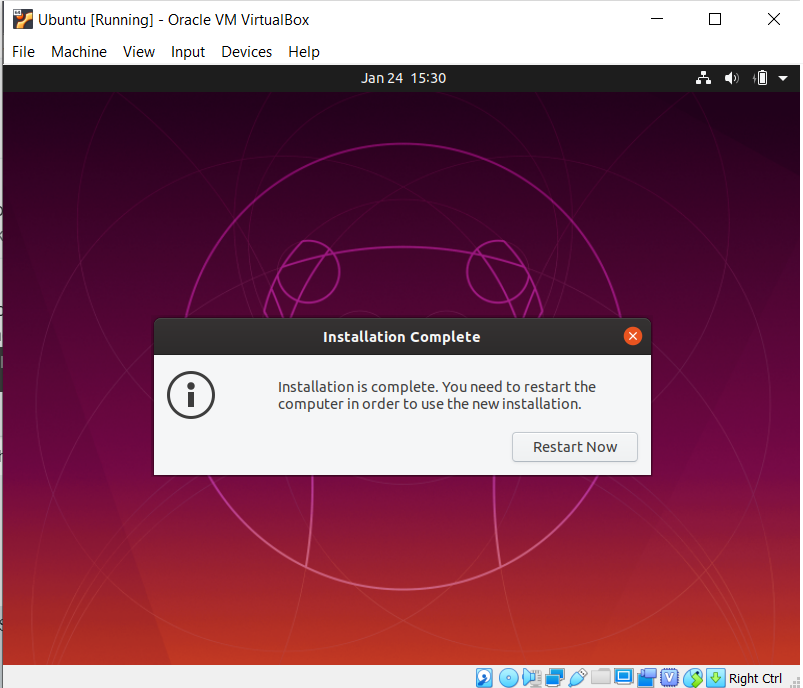 Ubuntu [Running] - Oracle VM VirtualBox
File Machine View Input Devices Help
Jan 24 15:30
Installation Complete
Installation is complete. You need to restart the
computer in order to use the new installation.
Restart Now
Right Ctrl